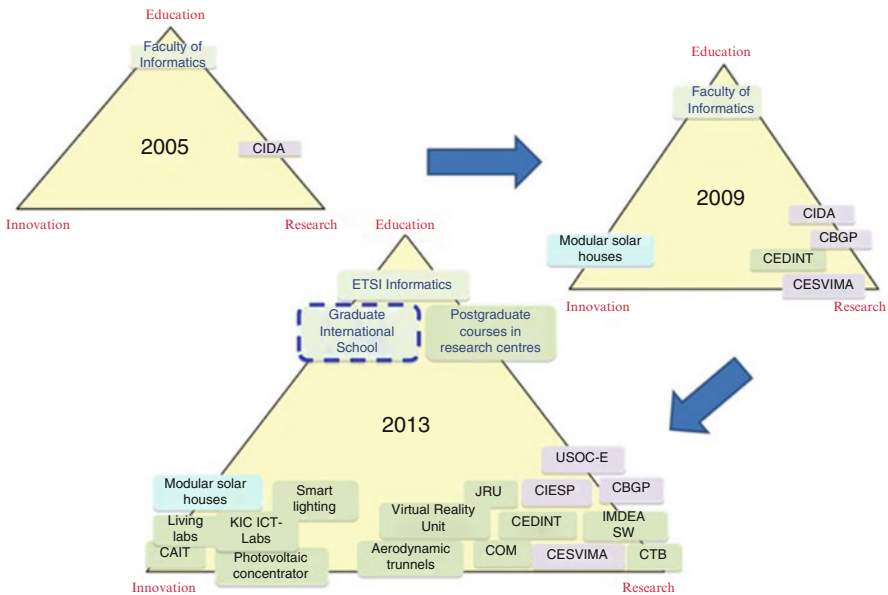 Education
Faculty of
Informatics
2005
CIDA
Innovation
Research
Education
Faculty of
Informatics
2009
CIDA
Modular solar
houses
CBGP
CEDINT
CESVIMA
Innovation
Research
Education
ETSI Informatics
Graduate
International
School
Postgraduate
courses in
research centres
2013
USOC-E
Modular solar
houses
Smart
lighting
JRU
CIESP
CBGP
Living
labs
KIC ICT-
Labs
Virtual Reality
Unit
CEDINT
IMDEA
SW
CAIT
Photovoltaic
concentrator
Aerodynamic
trunnels
COM
CESVIMA
CTB
Innovation
Research